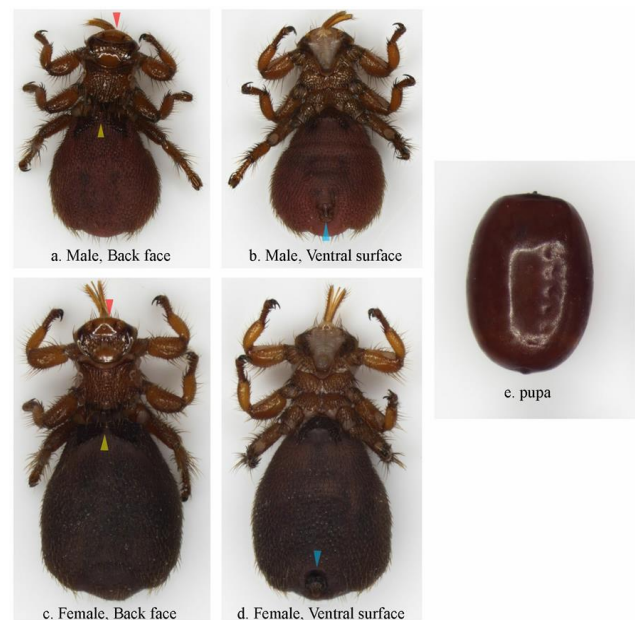 a. Male, Back face
b. Male, Ventral surface
e. pupa
c. Female, Back face
d. Female, Ventral surface